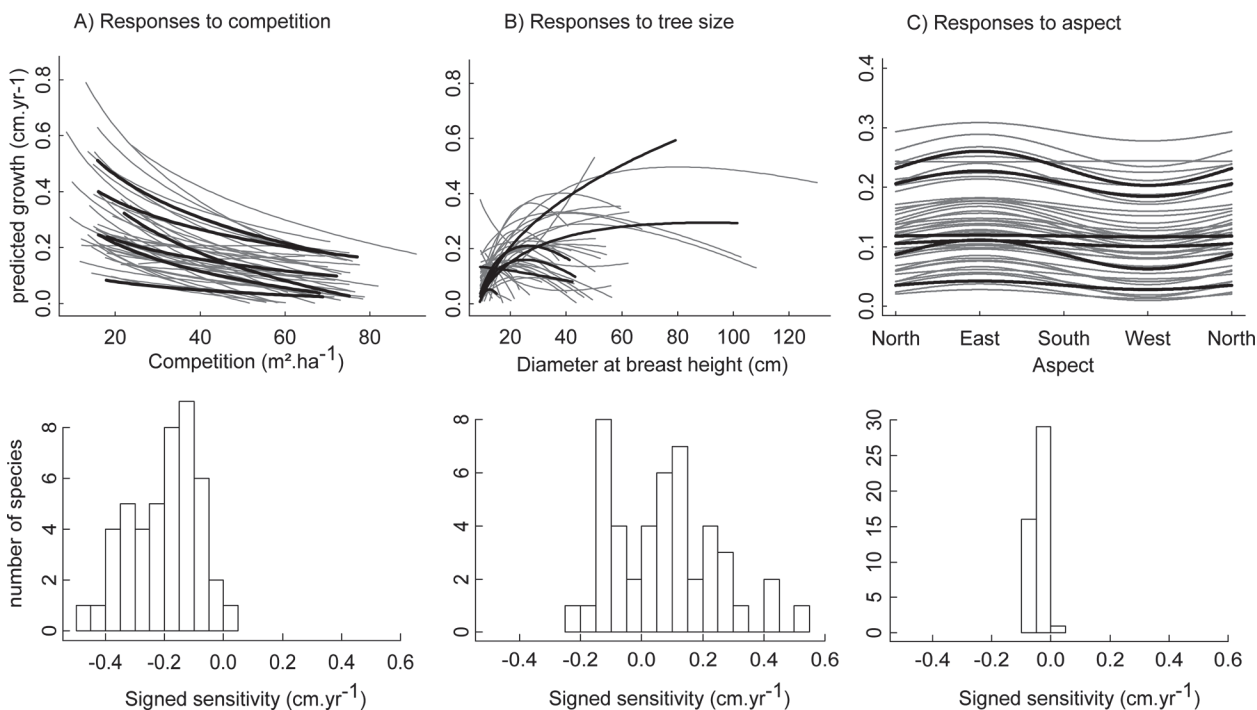 A) Responses to competition
predicted growth (cm.yr-1)
0.0 0.2 0.4 0.6 0.8
20 40 60 80
Competition (m².ha⁻¹)
B) Responses to tree size
0.0 0.2 0.4 0.6 0.8
20 40 60 80 100 120
Diameter at breast height (cm)
C) Responses to aspect
0.0 0.1 0.2 0.3 0.4
North East South West North
Aspect
number of species
0 2 4 6 8
-0.4 -0.2 0.0 0.2 0.4 0.6
Signed sensitivity (cm.yr⁻¹)
0 2 4 6 8
-0.4 -0.2 0.0 0.2 0.4 0.6
Signed sensitivity (cm.yr⁻¹)
0 5 10 15 20 25 30
-0.4 -0.2 0.0 0.2 0.4 0.6
Signed sensitivity (cm.yr⁻¹)